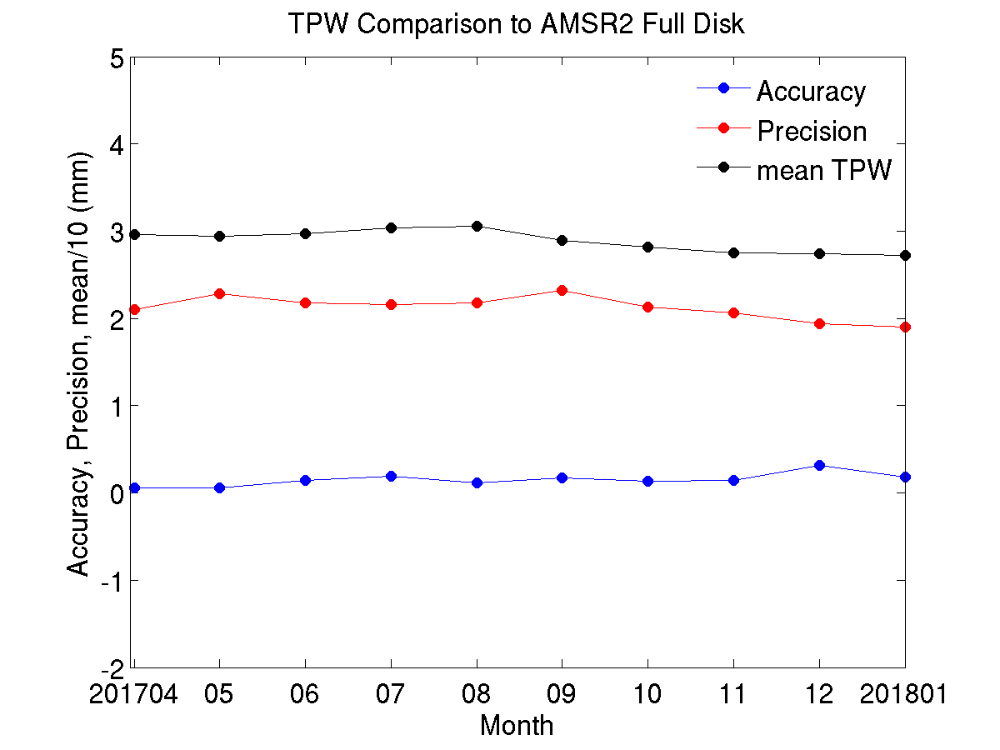 TPW Comparison to AMSR2 Full Disk
Accuracy
Precision
mean TPW
Accuracy, Precision, mean/10 (mm)
5
4
3
2
1
0
-1
-2
201704 05 06 07 08 09 10 11 12 201801
Month